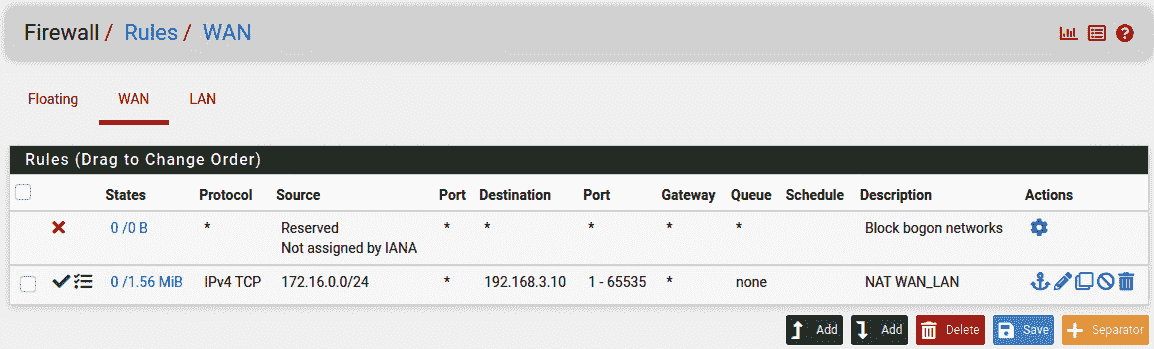 Firewall / Rules / WAN
Floating WAN LAN
Rules (Drag to Change Order)
States Protocol Source Port Destination Port Gateway Queue Schedule Description Actions
0 /0 B * Reserved * * * * * Block bogon networks
Not assigned by IANA
0 /1.56 MiB IPv4 TCP 172.16.0.0/24 * 192.168.3.10 1 - 65535 * none NAT WAN_LAN
Add Add Delete Save Separator